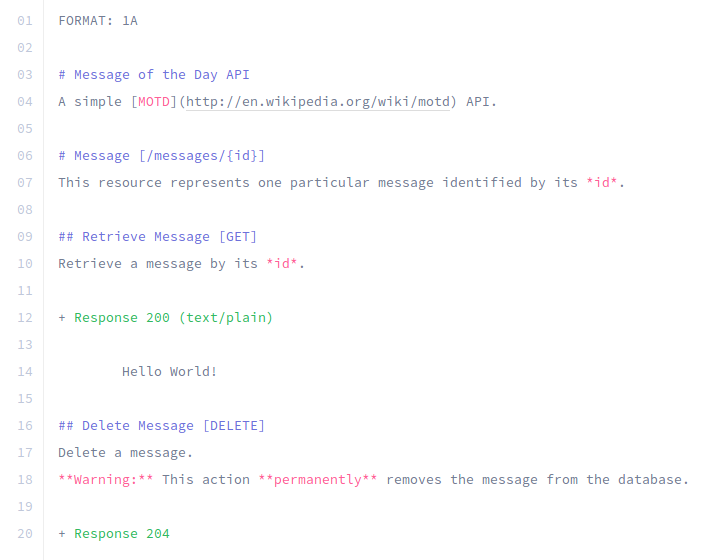 01 FORMAT: 1A
02
03 # Message of the Day API
04 A simple [MOTD](http://en.wikipedia.org/wiki/motd) API.
05
06 # Message [/messages/{id}]
07 This resource represents one particular message identified by its *id*.
08
09 ## Retrieve Message [GET]
10 Retrieve a message by its *id*.
11
12 + Response 200 (text/plain)
13
14         Hello World!
15
16 ## Delete Message [DELETE]
17 Delete a message.
18 **Warning:** This action **permanently** removes the message from the database.
19
20 + Response 204